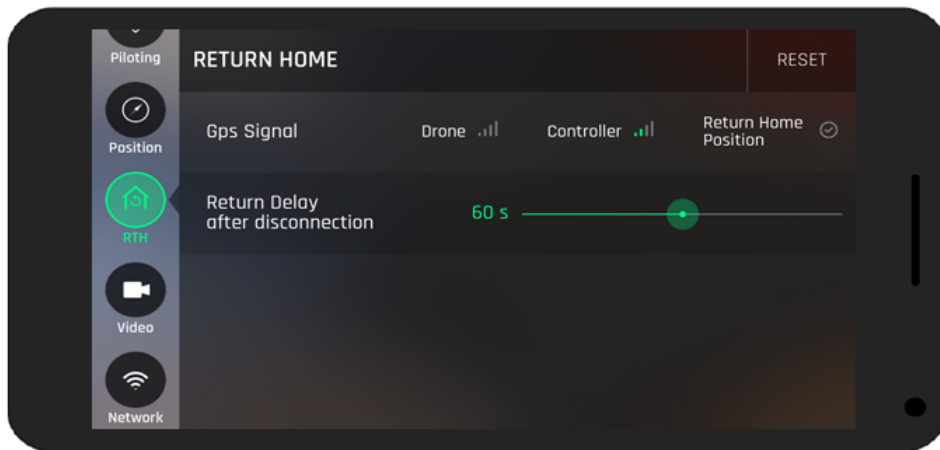 Piloting
RETURN HOME
RESET
Position
Gps Signal
Drone
Controller
Return Home
Position
RTH
Return Delay
after disconnection
60 s
Video
Network